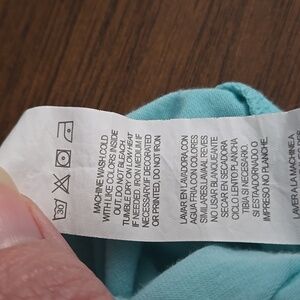 30
MACHINE WASH COLD
WITH LIKE COLORS INSIDE
OUT. DO NOT BLEACH.
TUMBLE DRY ON LOW HEAT
IF NEEDED. IRON MEDIUM IF
NECESSARY.IF DECORATED
OR PRINTED, DO NOT IRON
LAVAR EN LAVADORA CON
AGUA FRIA CON COLORES
SIMILARES.LAVAR REVES
NO USAR BLANQUEAR.
SECAR EN SECADORA
CICLO LENTO.PLANCHA
TIBIA SI NECESARIO.
SI ESTA ADORNADO O
IMPRESO NO PLANCHE.
LAVER A LA MACHINE A